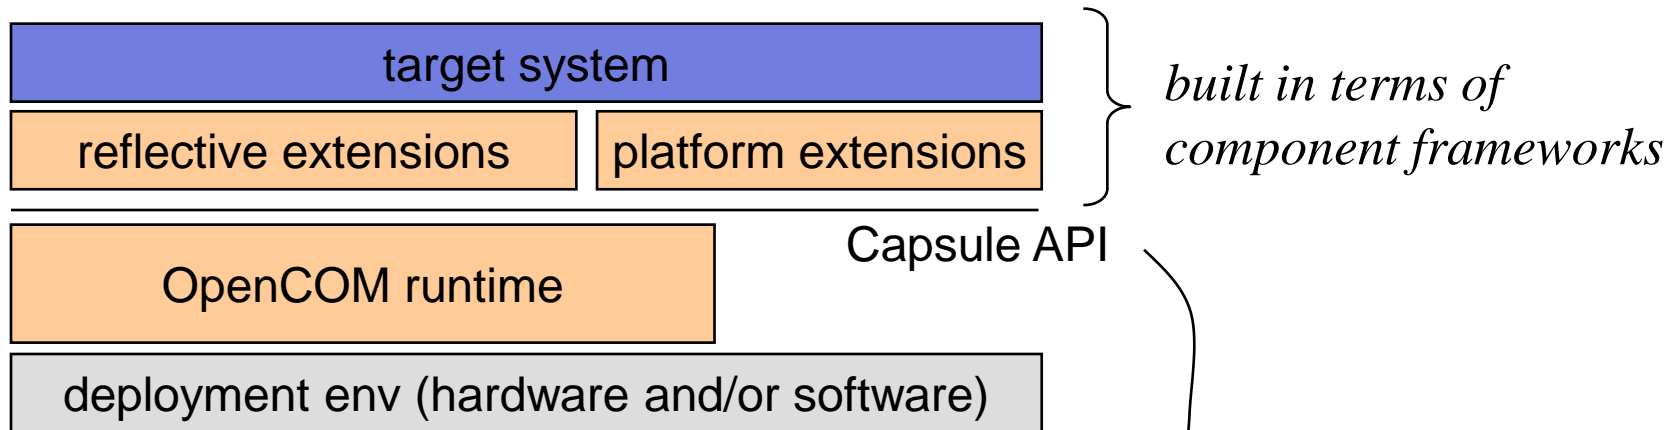 target system
built in terms of
component frameworks
reflective extensions
platform extensions
Capsule API
OpenCOM runtime
deployment env (hardware and/or software)